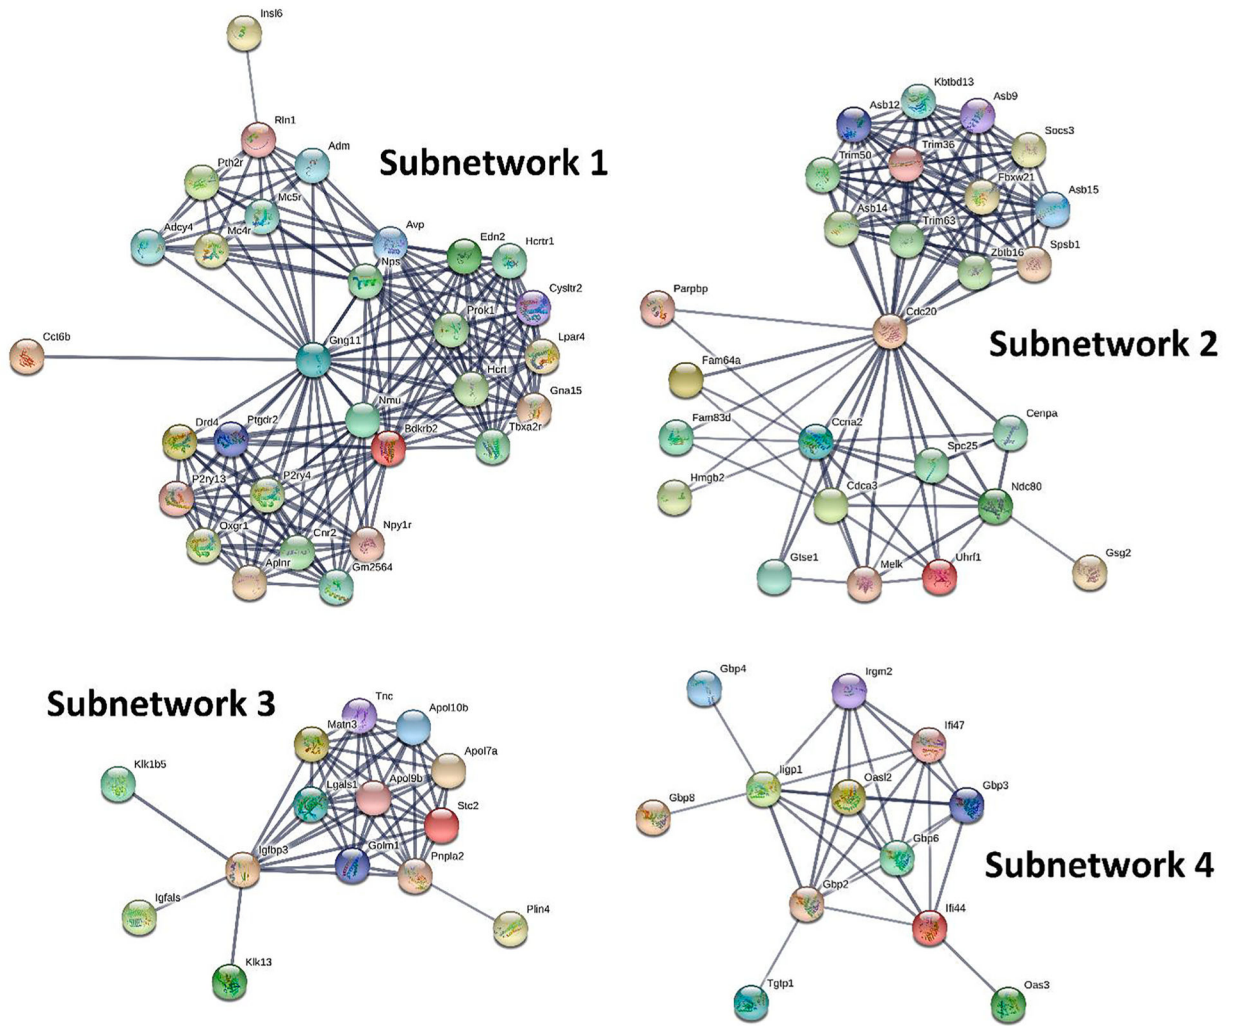 Insl6
Rln1
Adm
Subnetwork 1
Pth2r
Mc5r
Adcy4
Mc4r
Avp
Nps
Edn2
Hcrtr1
Cysltr2
Prok1
Cct6b
Gng11
Lpar4
Hcrt
Gna15
Nmu
Drd4
Ptgdr2
Bdkrb2
Tbxa2r
P2ry13
P2ry4
Oxgr1
Cnr2
Npy1r
Aplnr
Gm2564
Kbtbd13
Asb12
Asb9
Socs3
Trim50
Trim36
Fbxw21
Asb15
Asb14
Trim63
Zbtb16
Spsb1
Parpbp
Cdc20
Subnetwork 2
Fam64a
Fam83d
Ccna2
Cenpa
Spc25
Hmgb2
Cdca3
Ndc80
Gtse1
Melk
Uhrf1
Gsg2
Subnetwork 3
Tnc
Apol10b
Matn3
Apol7a
Klk1b5
Lgals1
Apol9b
Stc2
Igfbp3
Golm1
Pnpla2
Igfals
Plin4
Klk13
Gbp4
Irgm2
Ifi47
Iigp1
Oasl2
Gbp3
Gbp8
Gbp6
Subnetwork 4
Gbp2
Ifi44
Tgtp1
Oas3